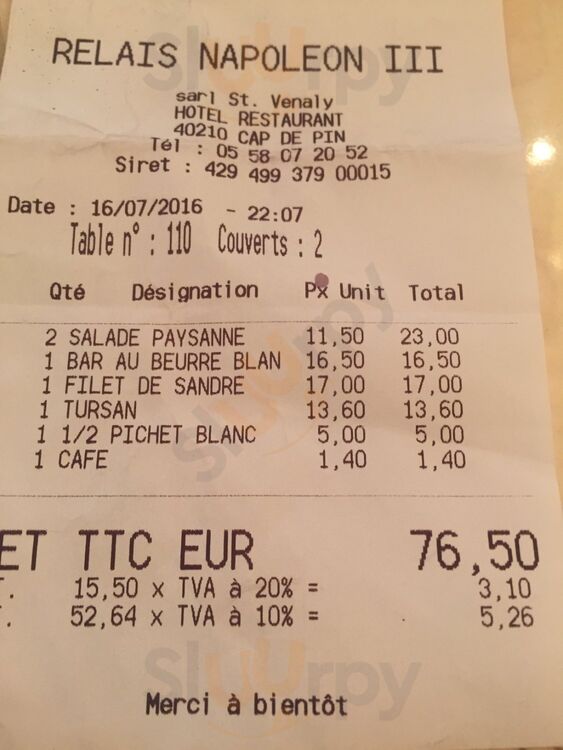 RELAIS NAPOLEON III
sarl St. Venaly
HOTEL RESTAURANT
40210 CAP DE PIN
Tél : 05 58 07 20 52
Siret : 429 499 379 00015
Date : 16/07/2016 - 22:07
Table n° : 110 Couverts : 2
Qté Désignation Px Unit Total
2 SALADE PAYSANNE 11,50 23,00
1 BAR AU BEURRE BLAN 16,50 16,50
1 FILET DE SANDRE 17,00 17,00
1 TURSAN 13,60 13,60
1 1/2 PICHET BLANC 5,00 5,00
1 CAFE 1,40 1,40
ET TTC EUR 76,50
T. 15,50 x TVA à 20% = 3,10
T. 52,64 x TVA à 10% = 5,26
Merci à bientôt
Sluurpy
Sluurpy
Sluurpy
Sluurpy